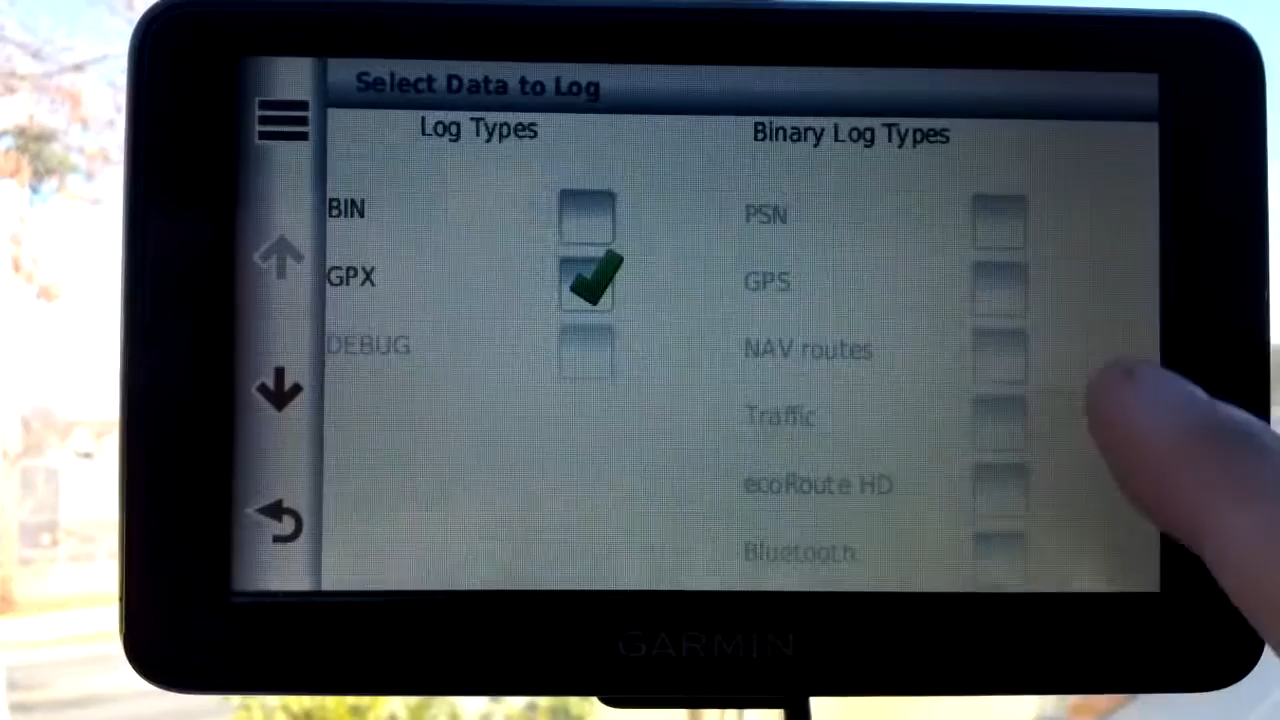 Select Data to Log
Log Types
Binary Log Types
BIN
PSN
GPX
GPS
DEBUG
NAV routes
Traffic
ecoRoute HD
Bluetooth
GARMIN